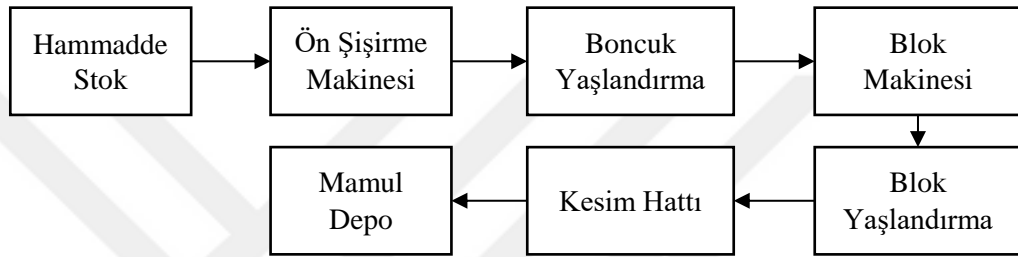 Hammadde
Stok
Ön Şişirme
Makinesi
Boncuk
Yaşlandırma
Blok
Makinesi
Blok
Yaşlandırma
Kesim Hattı
Mamul
Depo